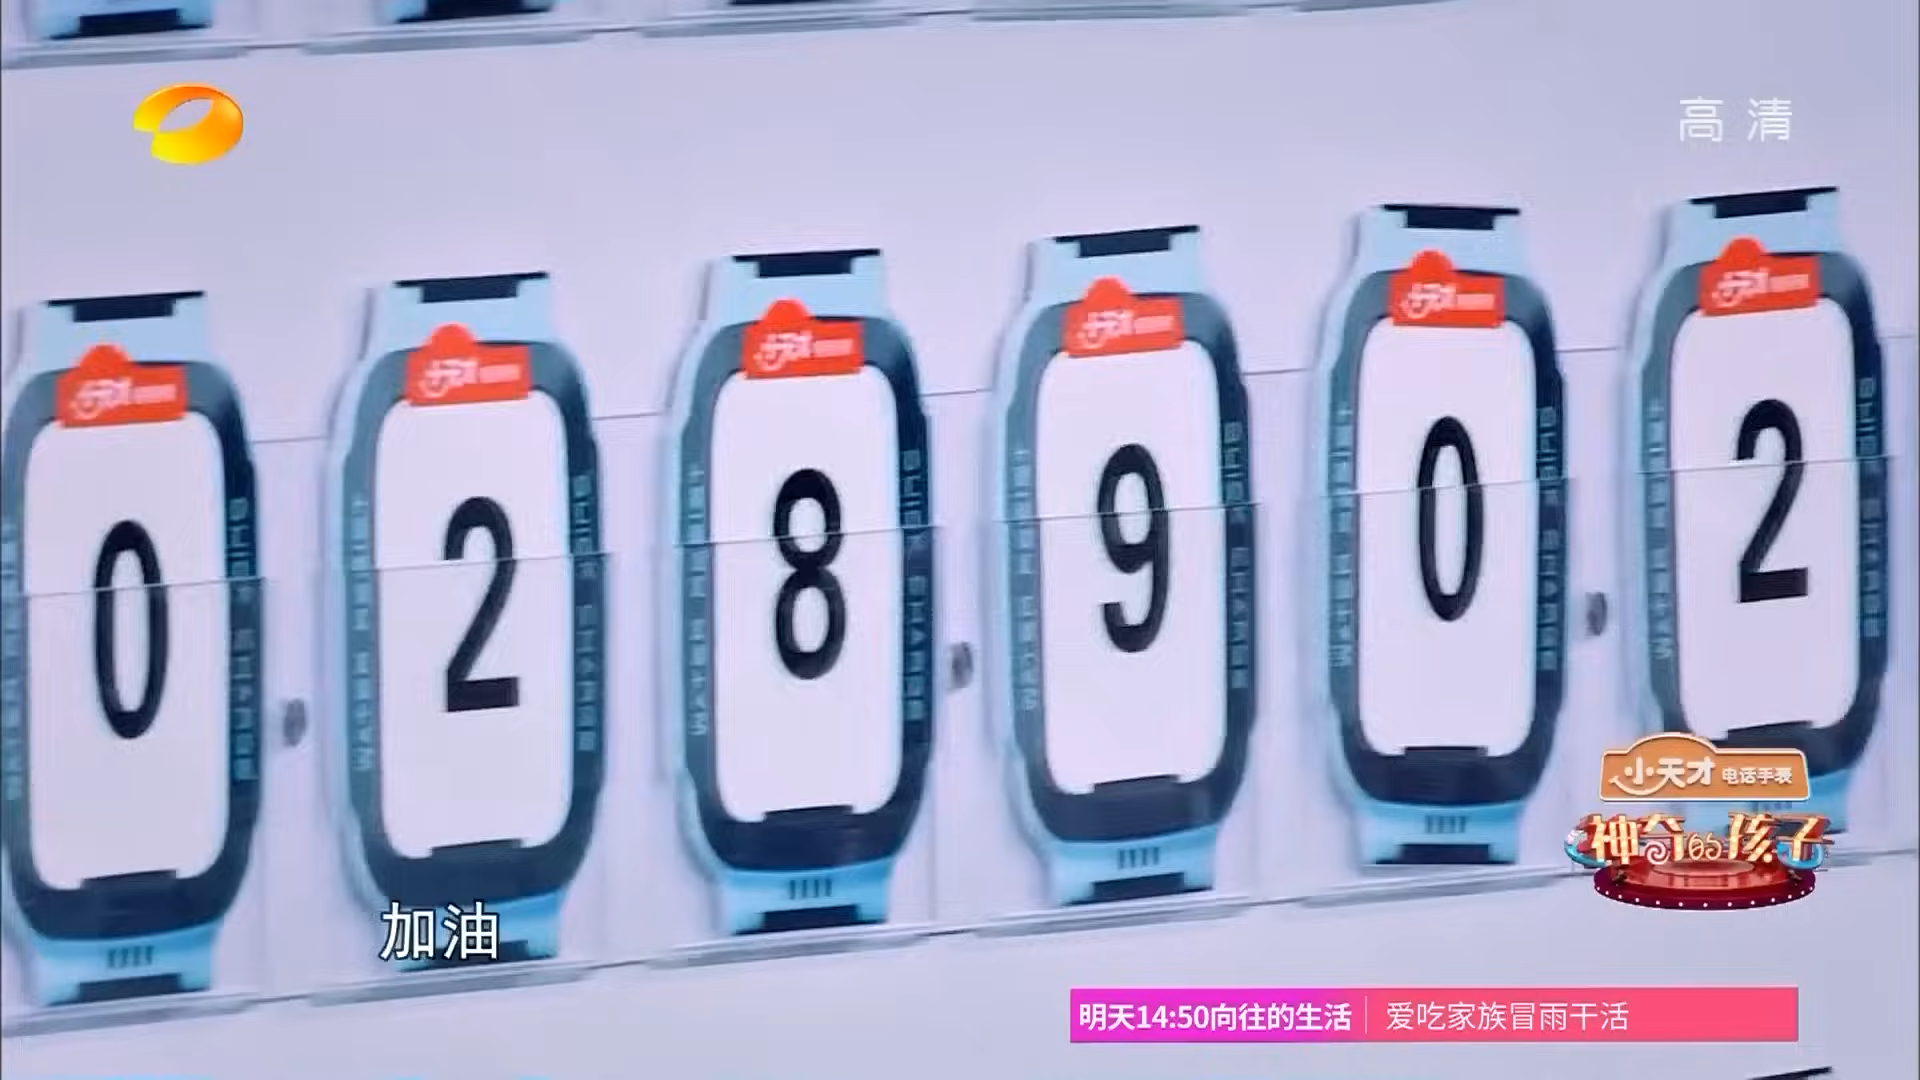 高清
0 2 8 9 0 2
小天才 电话手表
神奇的孩子
加油
明天14:50向往的生活 | 爱吃家族冒雨干活